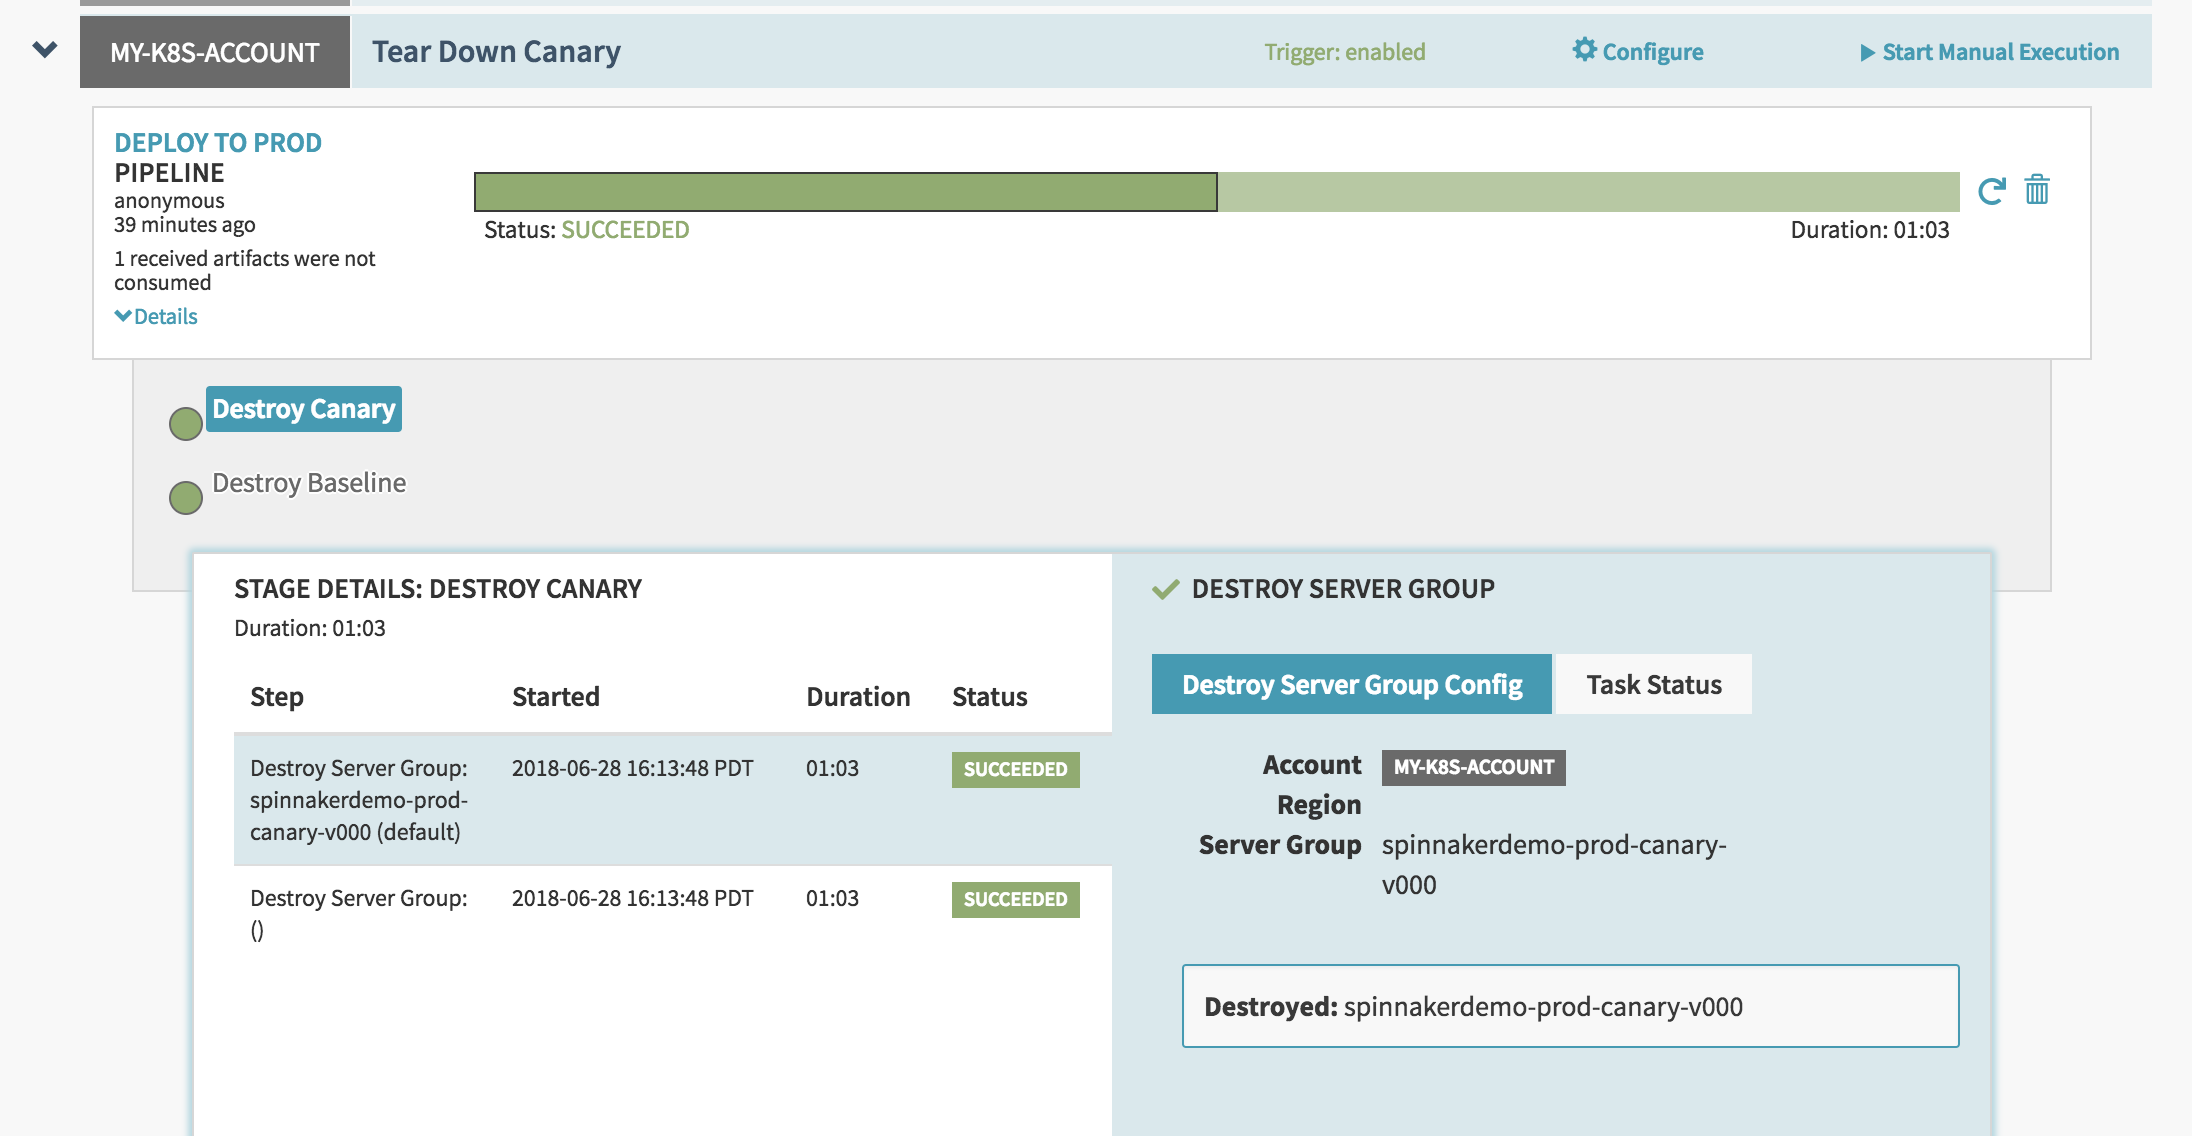 MY-K8S-ACCOUNT
Tear Down Canary
Trigger: enabled
Configure
Start Manual Execution
DEPLOY TO PROD
PIPELINE
anonymous
39 minutes ago
1 received artifacts were not
consumed
Details
Status: SUCCEEDED
Duration: 01:03
Destroy Canary
Destroy Baseline
STAGE DETAILS: DESTROY CANARY
Duration: 01:03
Step Started Duration Status
Destroy Server Group: 2018-06-28 16:13:48 PDT 01:03 SUCCEEDED
spinnakerdemo-prod-
canary-v000 (default)
Destroy Server Group: 2018-06-28 16:13:48 PDT 01:03 SUCCEEDED
()
DESTROY SERVER GROUP
Destroy Server Group Config
Task Status
Account MY-K8S-ACCOUNT
Region
Server Group spinnakerdemo-prod-canary-
v000
Destroyed: spinnakerdemo-prod-canary-v000